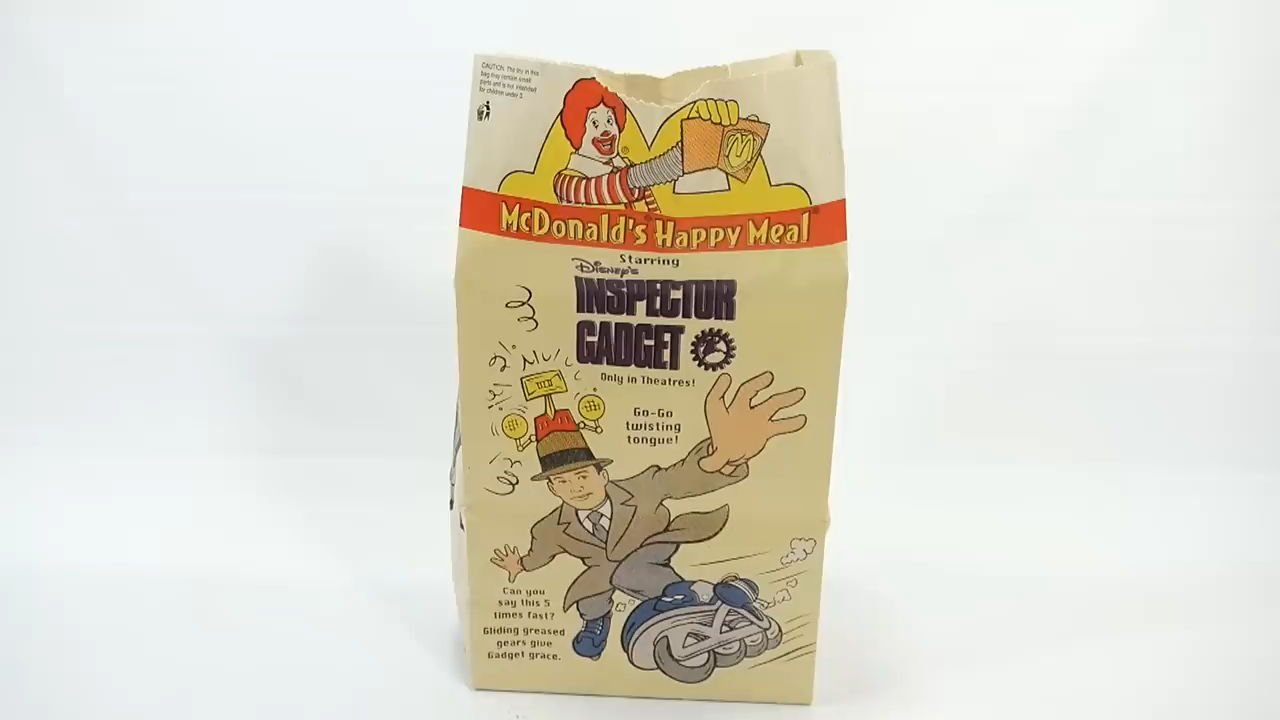 CAUTION: The toy in this
bag may contain small
parts and is not intended
for children under 3.
McDonald's® Happy Meal®
Starring
Disney's
INSPECTOR
GADGET
Only in Theatres!
Go-Go
twisting
tongue!
Can you
say this 5
times fast?
Gliding greased
gears give
Gadget grace.